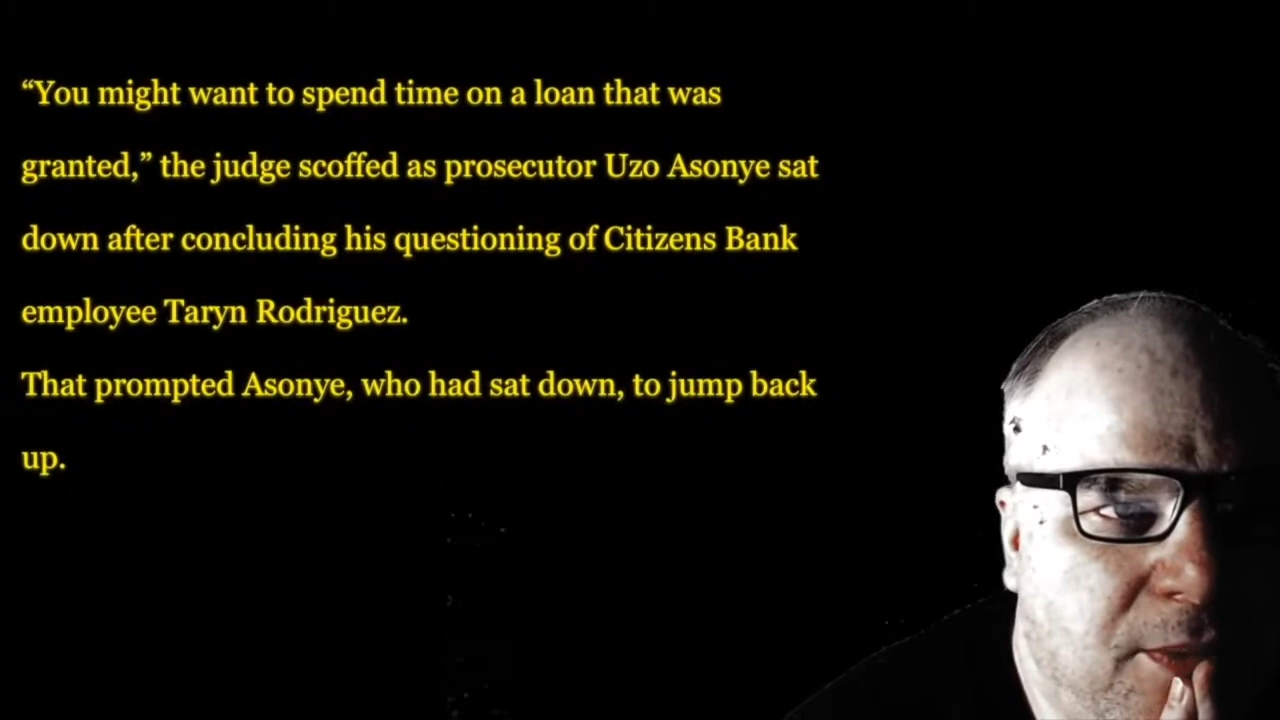 “You might want to spend time on a loan that was
granted,” the judge scoffed as prosecutor Uzo Asonye sat
down after concluding his questioning of Citizens Bank
employee Taryn Rodriguez.
That prompted Asonye, who had sat down, to jump back
up.